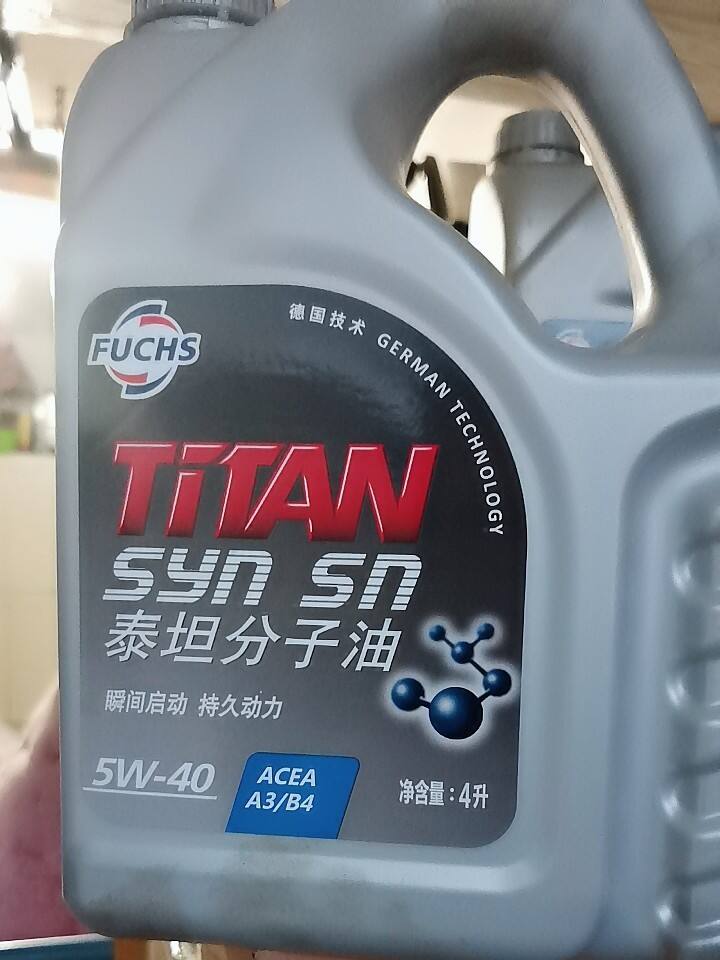 FUCHS
德国技术 GERMAN TECHNOLOGY
TiTAN
SYN SN
泰坦分子油
瞬间启动 持久动力
5W-40
ACEA
A3/B4
净含量:4升